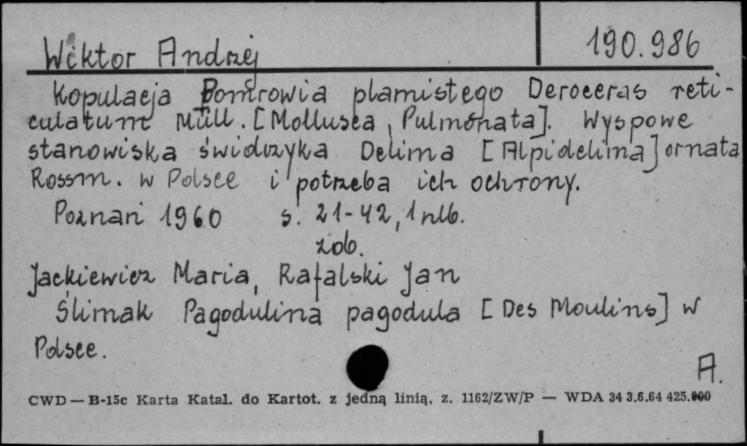 Wiktor Andrzej
190.986
Kopulacja Pomrowia plamistego Deroceras reti-
culatum Müll. [Mollusca, Pulmonata]. Wyspowe
stanowiska świdrzyka Delima [Alpidelima] ornata
Rossm. w Polsce i potrzeba ich ochrony.
Poznań 1960 s. 21-42, 1 nlb.
zob.
Jackiewicz Maria, Rafalski Jan
Ślimak Pagodulina pagodula [Des Moulins] w
Polsce.
A.
CWD — B-15c Karta Katal. do Kartot. z jedną linią. z. 1162/ZW/P — WDA 34 3.6.64 425.000